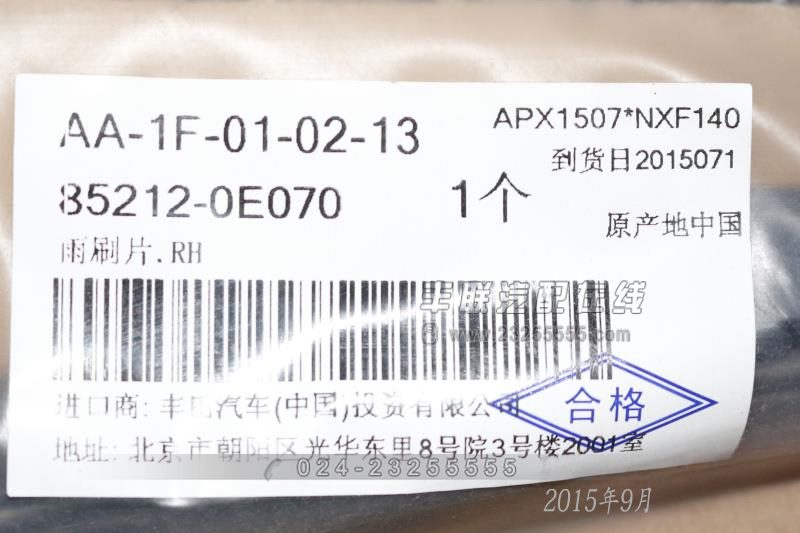 AA-1F-01-02-13
APX1507*NXF140
到货日2015071
85212-0E070
1个
原产地中国
雨刷片.RH
丰联汽配在线
www.23255555.com
进口商: 丰田汽车(中国)投资有限公司
合格
地址: 北京市朝阳区光华东里8号院3号楼2001室
024-23255555
2015年9月